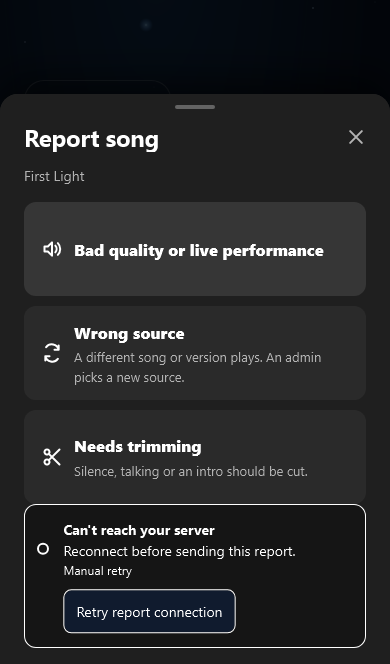 Report song
First Light
Bad quality or live performance
Wrong source
A different song or version plays. An admin
picks a new source.
Needs trimming
Silence, talking or an intro should be cut.
Can't reach your server
Reconnect before sending this report.
Manual retry
Retry report connection